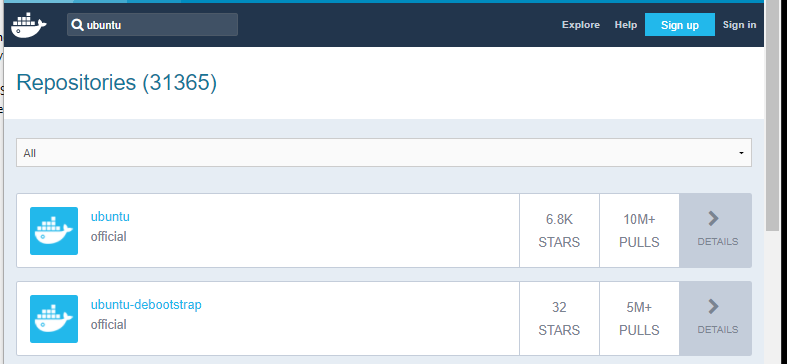 ubuntu
Explore Help Sign up Sign in
Repositories (31365)
All
ubuntu
official
6.8K
STARS
10M+
PULLS
DETAILS
ubuntu-debootstrap
official
32
STARS
5M+
PULLS
DETAILS